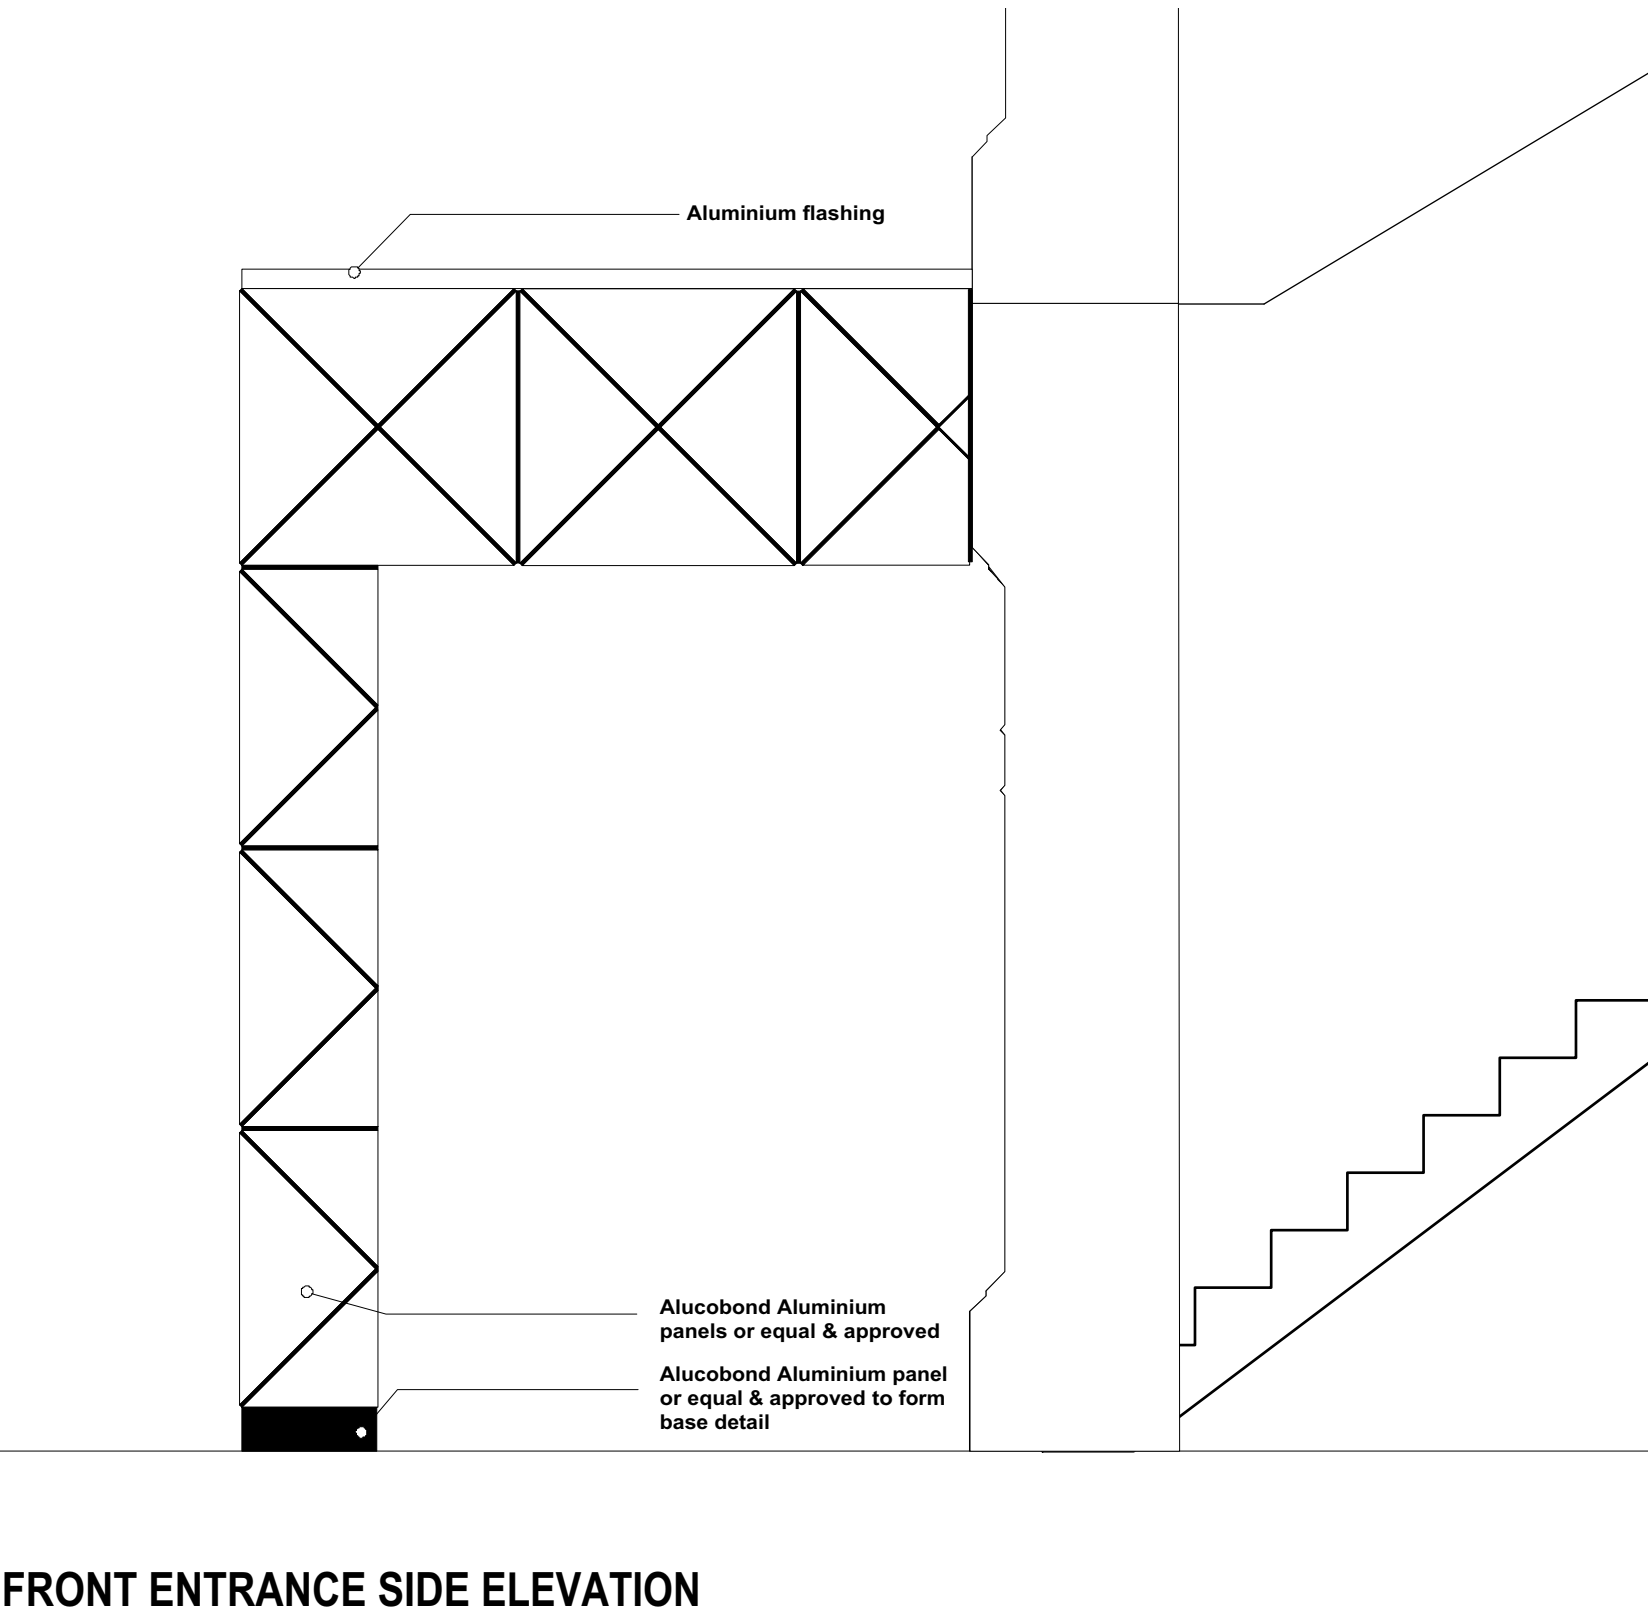 Aluminium flashing
Alucobond Aluminium
panels or equal & approved
Alucobond Aluminium panel
or equal & approved to form
base detail
FRONT ENTRANCE SIDE ELEVATION